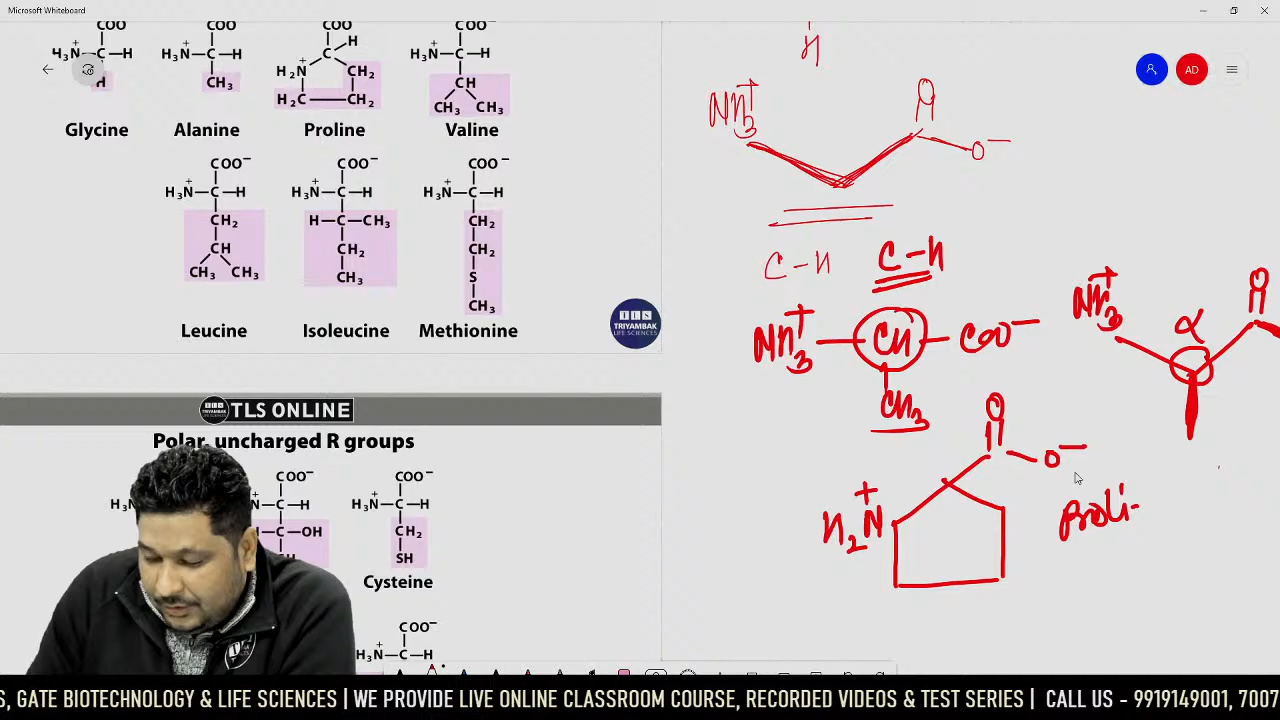 Microsoft Whiteboard
AD
COO
COO
COO
COO⁻
H₃N⁺—C—H
H₃N⁺—C—H
C H
H₃N⁺—C—H
H
CH₃
H₂N⁺ CH₂
H₂C CH₂
CH
CH₃ CH₃
Glycine Alanine Proline Valine
COO⁻ COO⁻ COO⁻
H₃N⁺—C—H H₃N⁺—C—H H₃N⁺—C—H
CH₂ H—C—CH₃ CH₂
CH CH₂ CH₂
CH₃ CH₃ CH₃ S
CH₃
Leucine Isoleucine Methionine
TLS
TRIYAMBAK
LIFE SCIENCES
TLS ONLINE
Polar, uncharged R groups
COO⁻ COO⁻
C—H H₃N⁺—C—H
C—OH CH₂
SH
Cysteine
COO⁻
H₃N⁺—C—H
H
NH₃⁺ O
O⁻
C-H C-H
NH₃⁺ CH COO⁻
CH₃
NH₃⁺ α O
O
O⁻
H₂N⁺
Proli-
S, GATE BIOTECHNOLOGY & LIFE SCIENCES | WE PROVIDE LIVE ONLINE CLASSROOM COURSE, RECORDED VIDEOS & TEST SERIES | CALL US - 9919149001, 7007